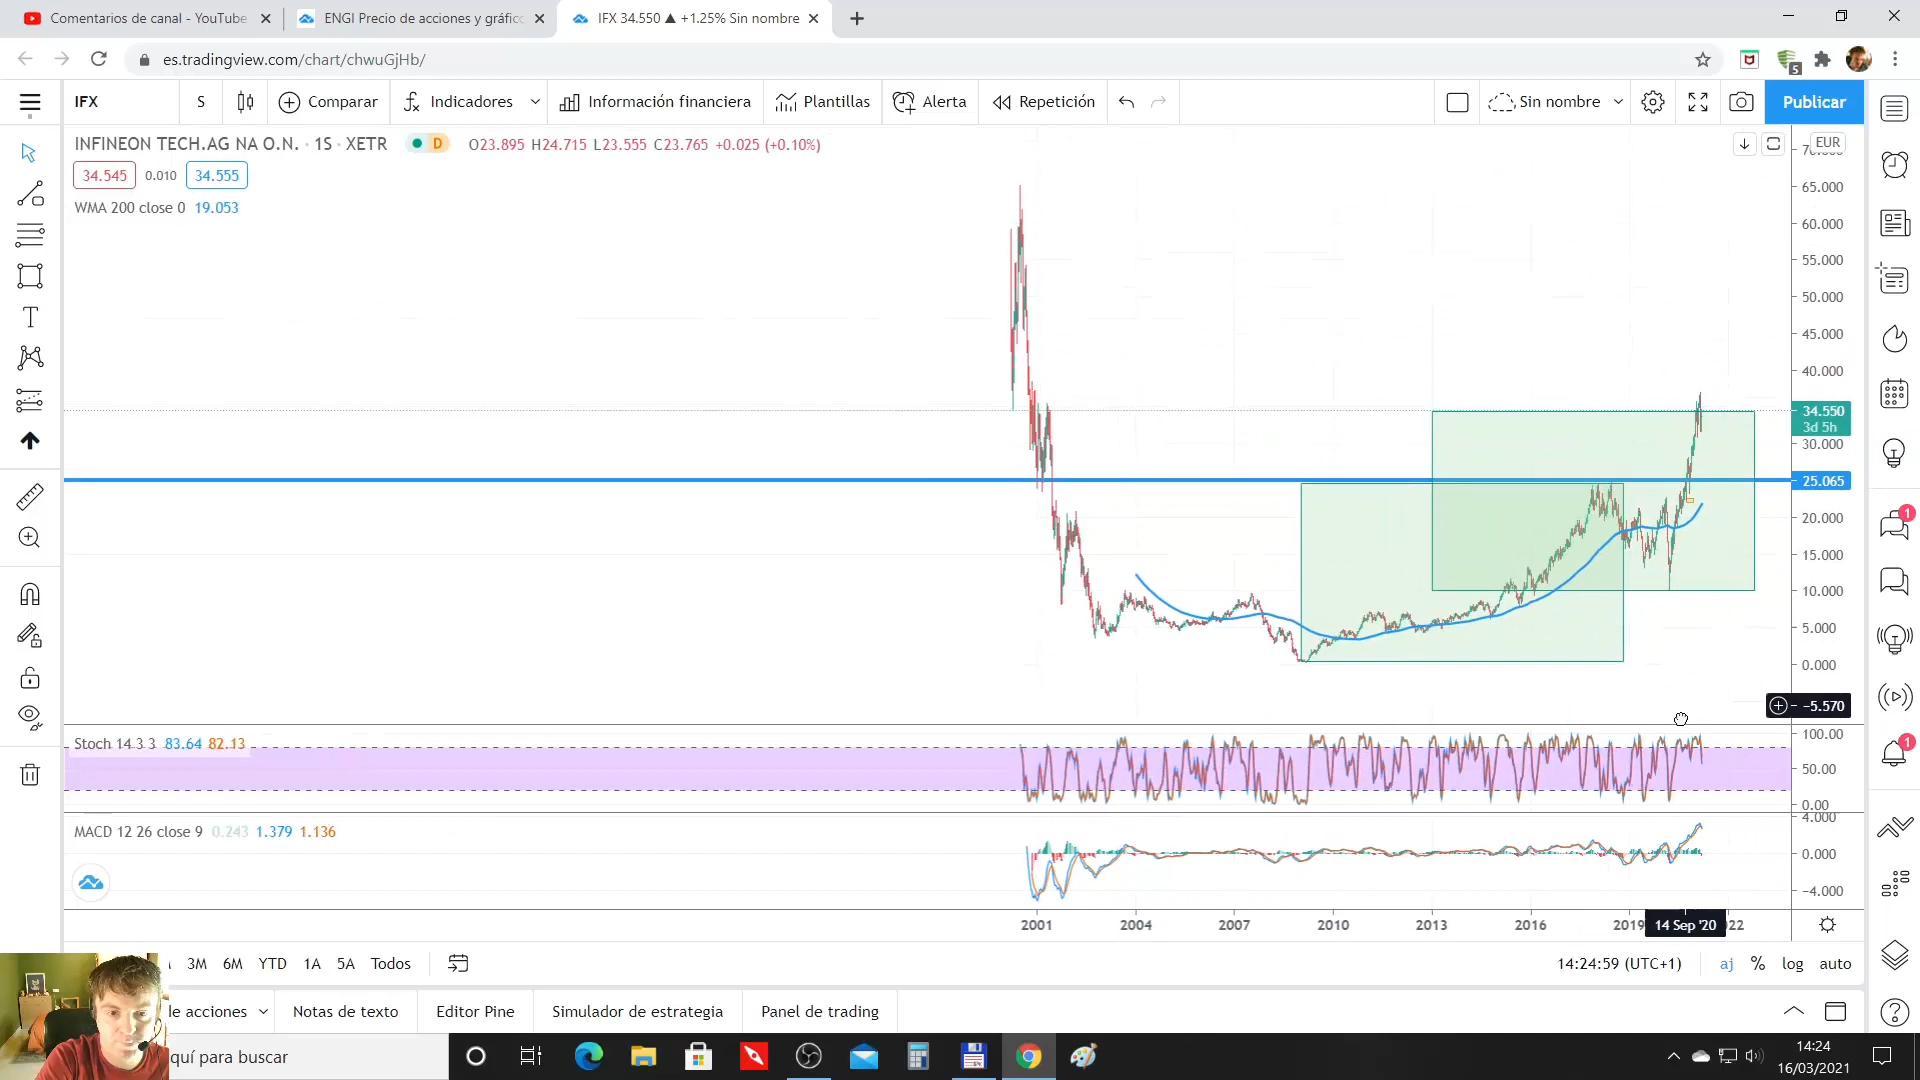 Comentarios de canal - YouTube
ENGI Precio de acciones y gráfico
IFX 34.550 ▲ +1.25% Sin nombre
es.tradingview.com/chart/chwuGjHb/
5
IFX
S
Comparar
Indicadores
Información financiera
Plantillas
Alerta
Repetición
Sin nombre
Publicar
INFINEON TECH.AG NA O.N. · 1S · XETR
D
O23.895 H24.715 L23.555 C23.765 +0.025 (+0.10%)
34.545 0.010 34.555
WMA 200 close 0 19.053
EUR
65.000
60.000
55.000
50.000
45.000
40.000
34.550
3d 5h
30.000
25.065
20.000
15.000
10.000
5.000
0.000
−5.570
Stoch 14 3 3 83.64 82.13
100.00
50.00
0.00
MACD 12 26 close 9 0.243 1.379 1.136
4.000
0.000
−4.000
2001 2004 2007 2010 2013 2016 2019 14 Sep '20 22
3M 6M YTD 1A 5A Todos
14:24:59 (UTC+1) aj % log auto
1
1
T
de acciones Notas de texto Editor Pine Simulador de estrategia Panel de trading
quí para buscar
14:24
16/03/2021